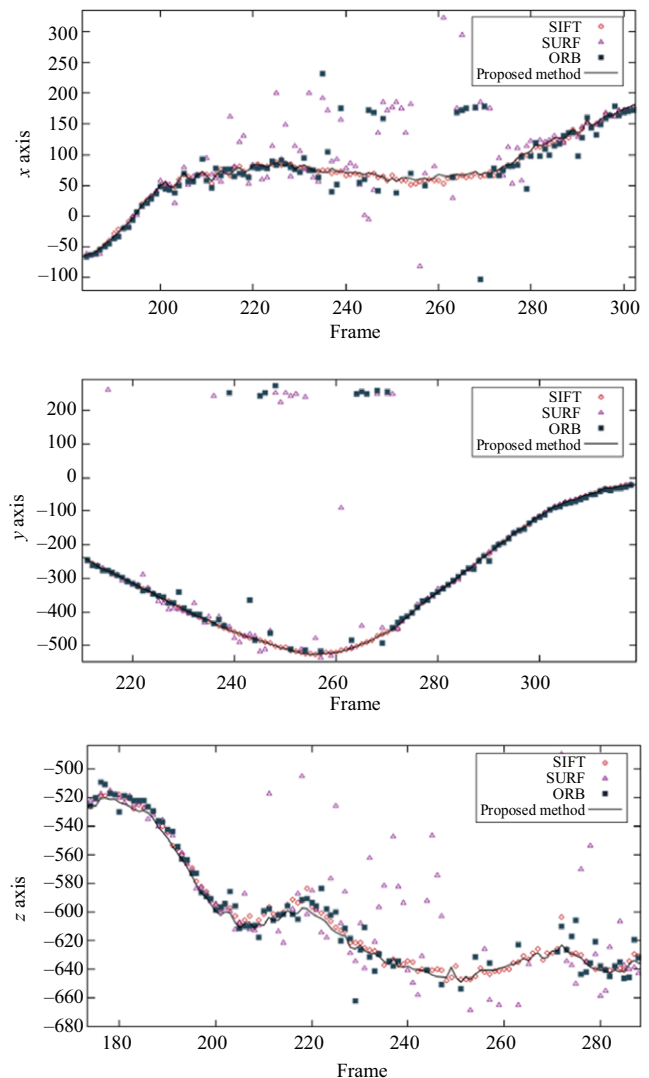 300
250
200
150
100
50
0
−50
−100
x axis
SIFT
SURF
ORB
Proposed method
200 220 240 260 280 300
Frame
200
100
0
−100
−200
−300
−400
−500
y axis
SIFT
SURF
ORB
Proposed method
220 240 260 280 300
Frame
−500
−520
−540
−560
−580
−600
−620
−640
−660
−680
z axis
SIFT
SURF
ORB
Proposed method
180 200 220 240 260 280
Frame